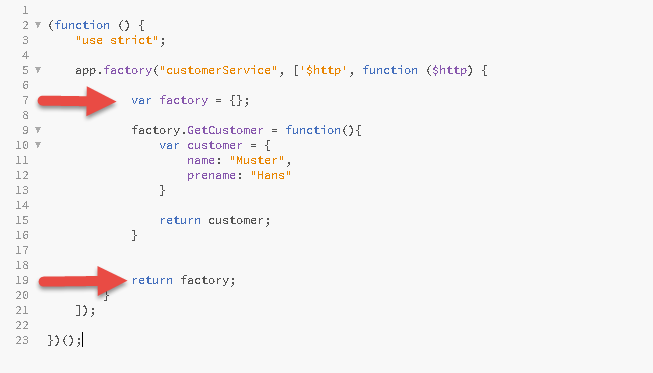 1
2 (function () {
3 "use strict";
4
5 app.factory("customerService", ['$http', function ($http) {
6
7 var factory = {};
8
9 factory.GetCustomer = function(){
10 var customer = {
11 name: "Muster",
12 prename: "Hans"
13 }
14
15 return customer;
16 }
17
18
19 return factory;
20 }
21 ]);
22
23 })();